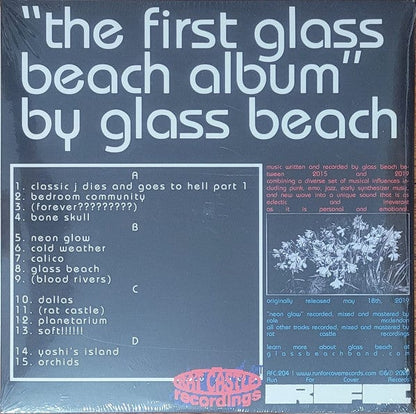 “the first glass
beach album”
by glass beach
A
1. classic j dies and goes to hell part 1
2. bedroom community
3. (forever?????????)
4. bone skull
B
5. neon glow
6. cold weather
7. calico
8. glass beach
9. (blood rivers)
C
10. dallas
11. (rat castle)
12. planetarium
13. soft!!!!!!
D
14. yoshi's island
15. orchids
music written and recorded by glass beach be
tween 2015 and 2019
combining a diverse set of musical influences in
cluding punk, emo, jazz, early synthesizer music,
and new wave into a unique sound that is as
eclectic and irreverent
as it is personal and emotional
originally released may 18th, 2019
"neon glow" recorded, mixed and mastered by
cole mclendon
all other tracks recorded, mixed and mastered by
rat castle recordings
learn more about glass beach at
glassbeachband.com
RFC:204 | www.runforcoverrecords.com
Run For Cover Records
RFC
RAT CASTLE
recordings